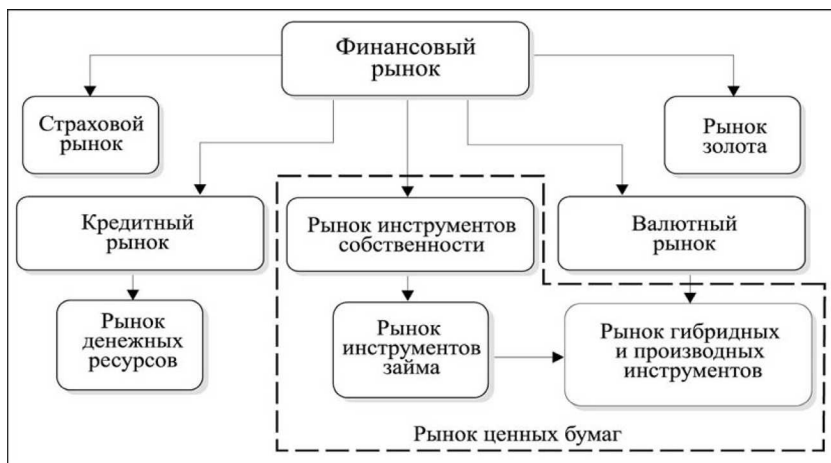 Финансовый
рынок
Страховой
рынок
Рынок
золота
Кредитный
рынок
Рынок инструментов
собственности
Валютный
рынок
Рынок
денежных
ресурсов
Рынок
инструментов
займа
Рынок гибридных
и производных
инструментов
Рынок ценных бумаг